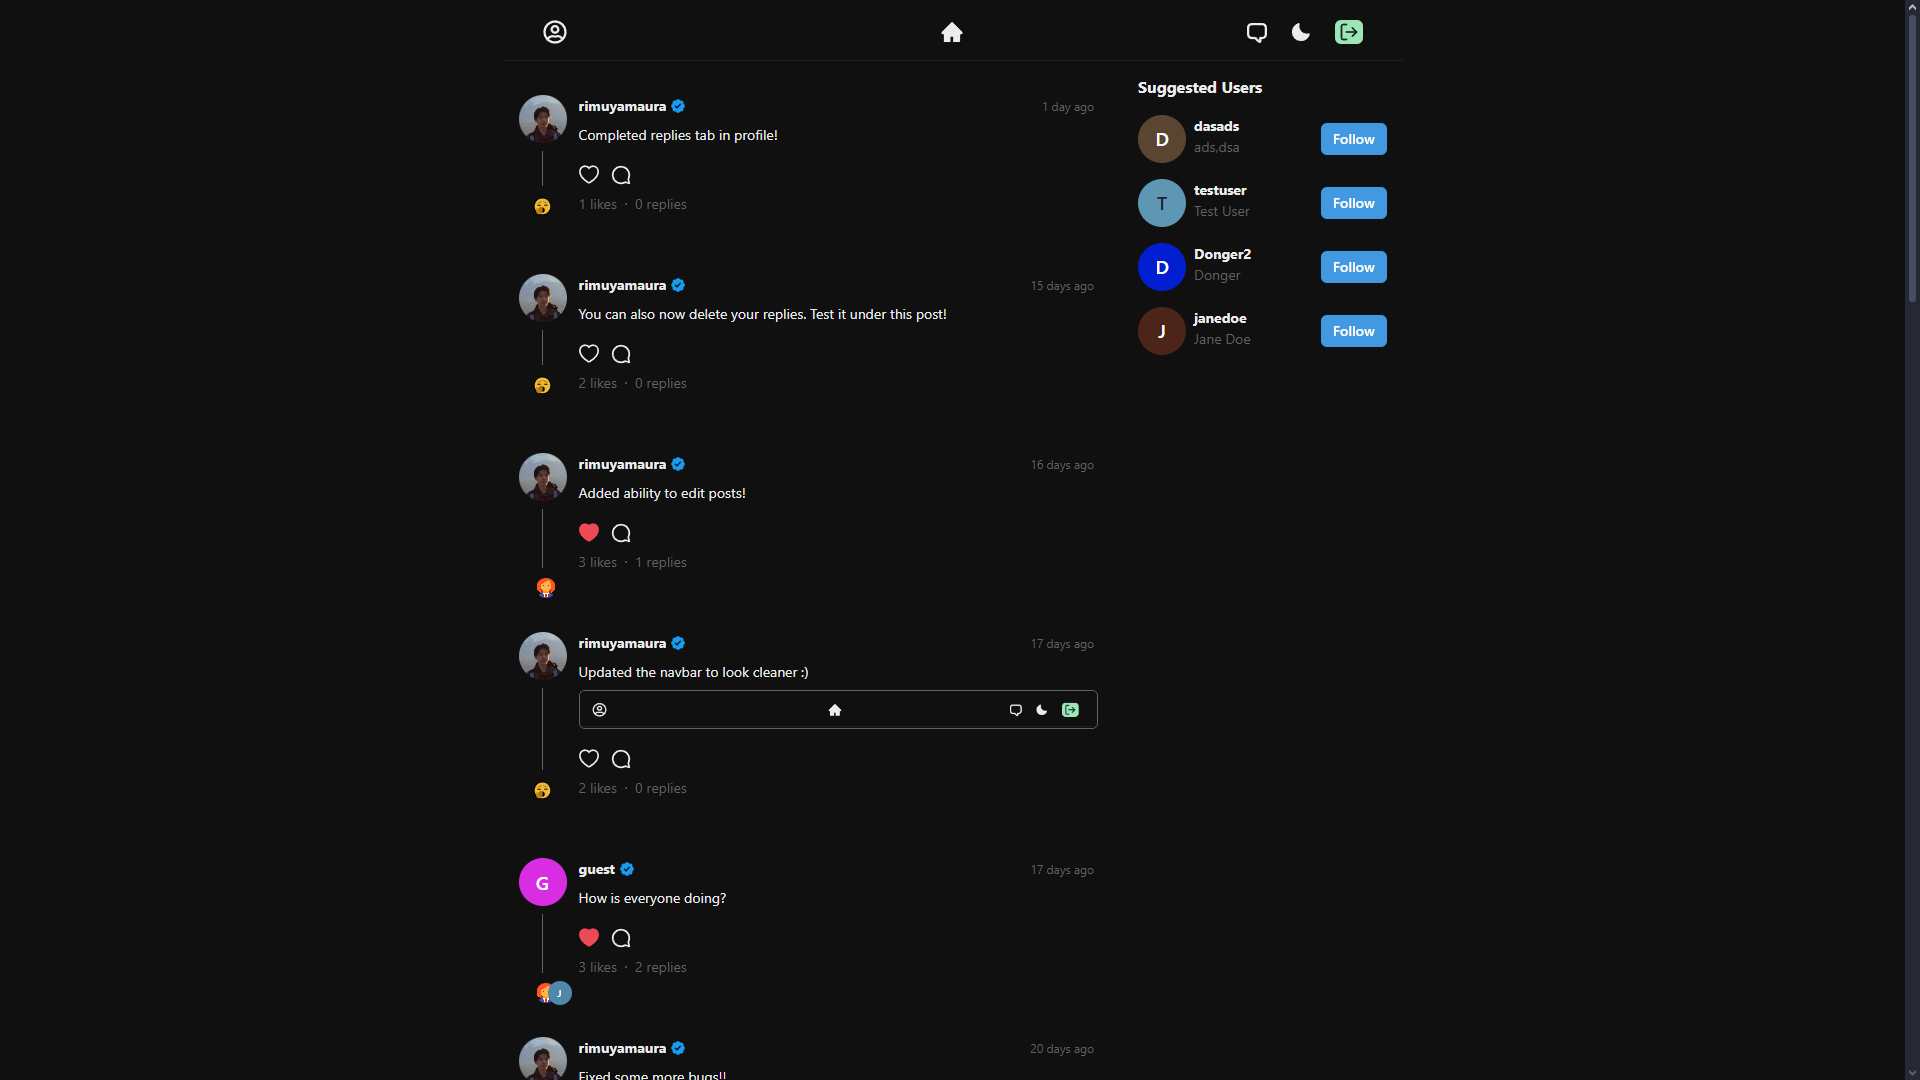 rimuyamaura
1 day ago
Completed replies tab in profile!
1 likes · 0 replies
rimuyamaura
15 days ago
You can also now delete your replies. Test it under this post!
2 likes · 0 replies
rimuyamaura
16 days ago
Added ability to edit posts!
3 likes · 1 replies
rimuyamaura
17 days ago
Updated the navbar to look cleaner :)
2 likes · 0 replies
G
guest
17 days ago
How is everyone doing?
3 likes · 2 replies
J
rimuyamaura
20 days ago
Fixed some more bugs!!
Suggested Users
D
dasads
ads,dsa
Follow
T
testuser
Test User
Follow
D
Donger2
Donger
Follow
J
janedoe
Jane Doe
Follow